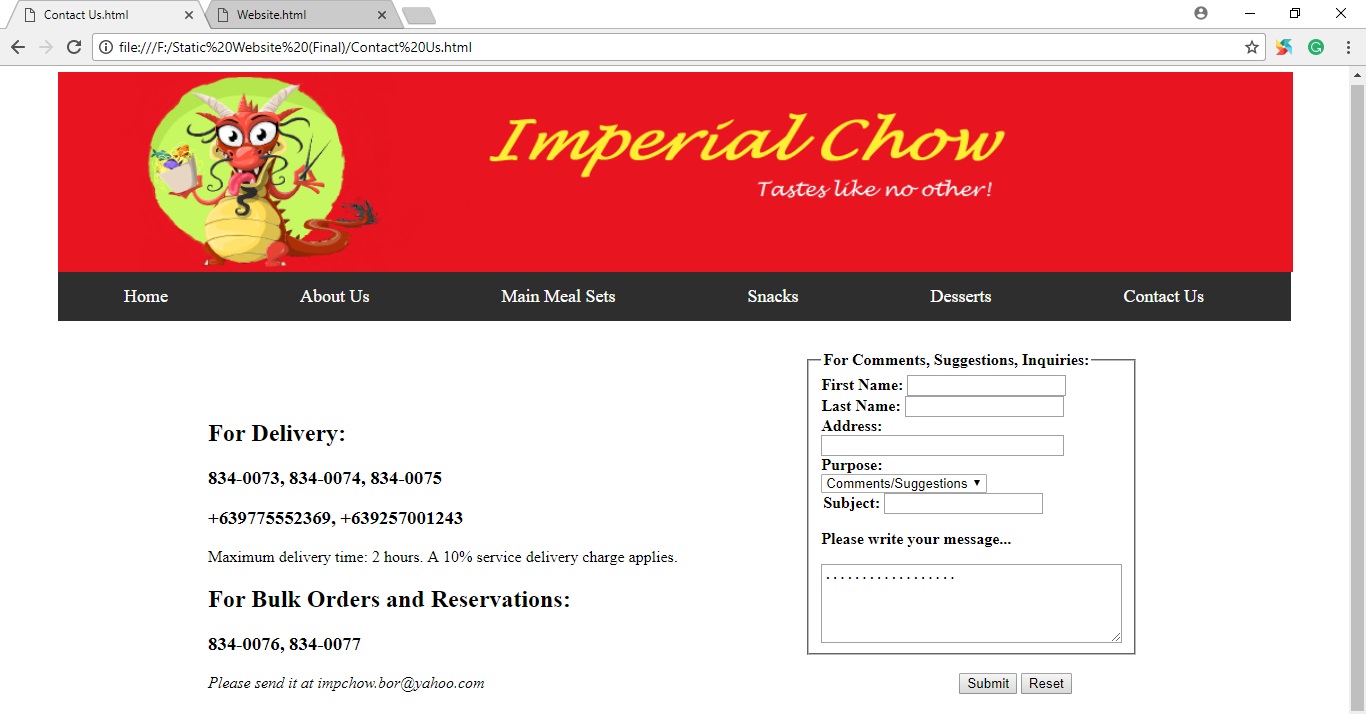 Contact Us.html
Website.html
file:///F:/Static%20Website%20(Final)/Contact%20Us.html
Imperial Chow
Tastes like no other!
Home About Us Main Meal Sets Snacks Desserts Contact Us
For Delivery:
834-0073, 834-0074, 834-0075
+639775552369, +639257001243
Maximum delivery time: 2 hours. A 10% service delivery charge applies.
For Bulk Orders and Reservations:
834-0076, 834-0077
Please send it at impchow.bor@yahoo.com
For Comments, Suggestions, Inquiries:
First Name:
Last Name:
Address:
Purpose:
Comments/Suggestions
Subject:
Please write your message...
..................
Submit Reset